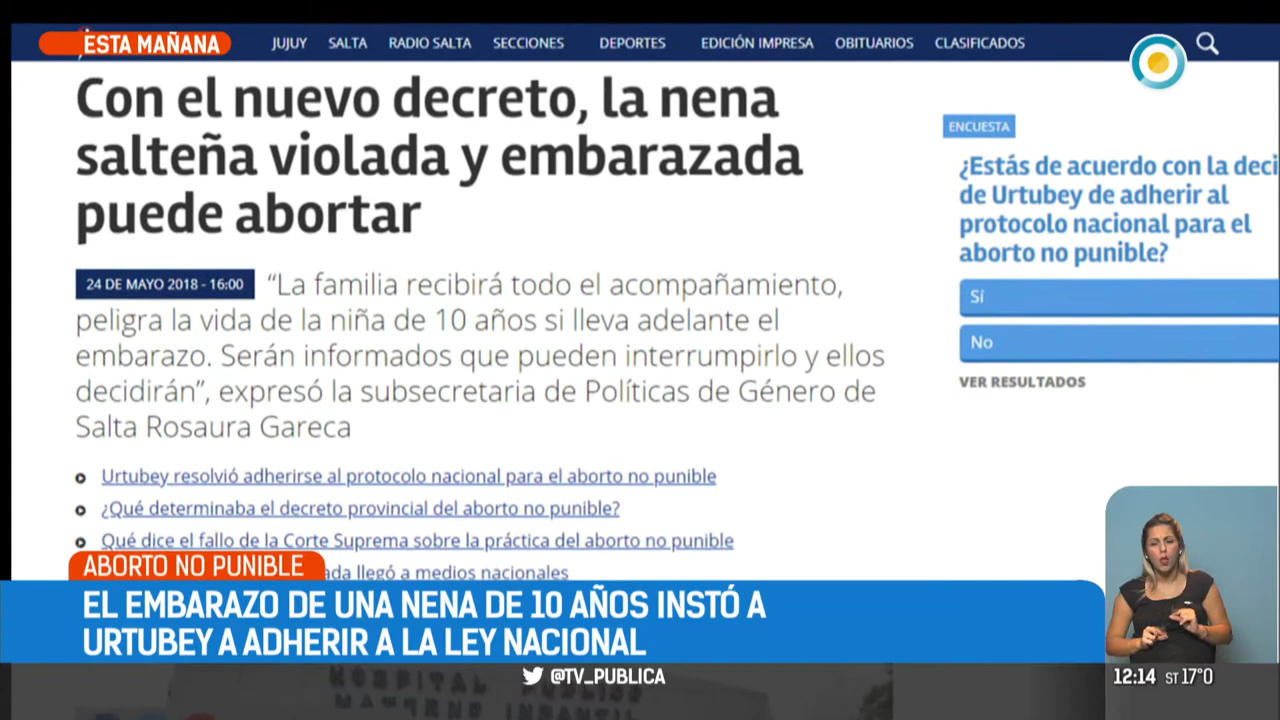 ESTA MAÑANA
JUJUY SALTA RADIO SALTA SECCIONES DEPORTES EDICIÓN IMPRESA OBITUARIOS CLASIFICADOS
Con el nuevo decreto, la nena
salteña violada y embarazada
puede abortar
24 DE MAYO 2018 - 16:00 “La familia recibirá todo el acompañamiento,
peligra la vida de la niña de 10 años si lleva adelante el
embarazo. Serán informados que pueden interrumpirlo y ellos
decidirán”, expresó la subsecretaria de Políticas de Género de
Salta Rosaura Gareca
Urtubey resolvió adherirse al protocolo nacional para el aborto no punible
¿Qué determinaba el decreto provincial del aborto no punible?
Qué dice el fallo de la Corte Suprema sobre la práctica del aborto no punible
llegó a medios nacionales
ENCUESTA
¿Estás de acuerdo con la
de Urtubey de adherir al
protocolo nacional para el
aborto no punible?
Sí
No
VER RESULTADOS
ABORTO NO PUNIBLE
EL EMBARAZO DE UNA NENA DE 10 AÑOS INSTÓ A
URTUBEY A ADHERIR A LA LEY NACIONAL
@TV_PUBLICA
12:14 ST 17°0
HOSPITAL PUBLICO
MATERNO INFANTIL